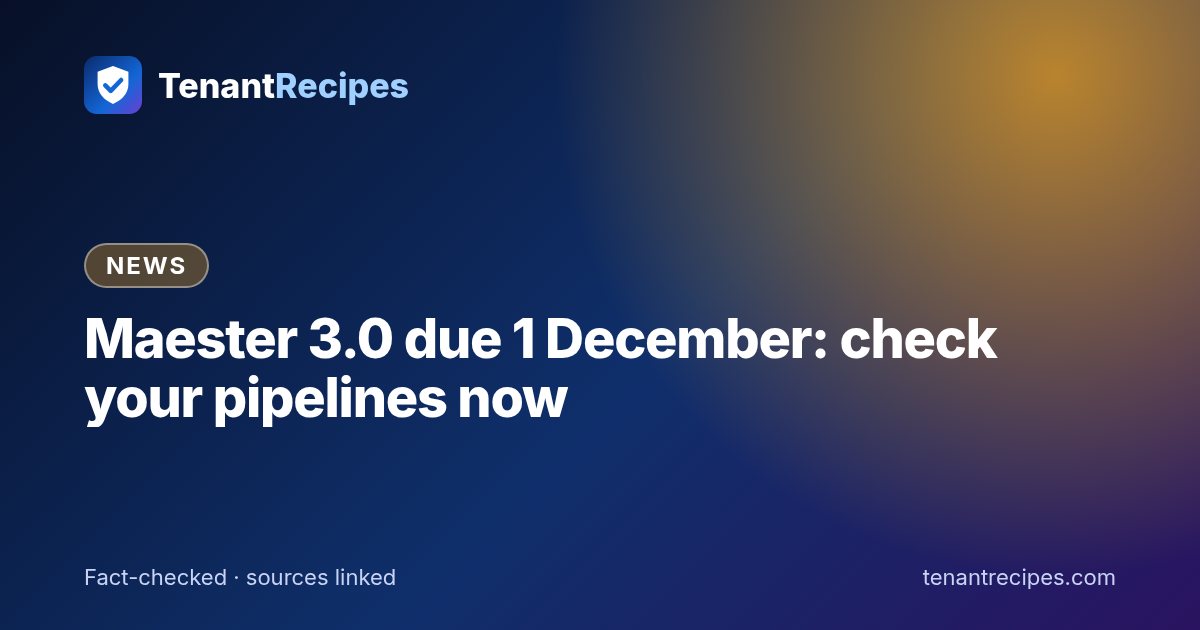 TenantRecipes
NEWS
Maester 3.0 due 1 December: check
your pipelines now
Fact-checked · sources linked
tenantrecipes.com